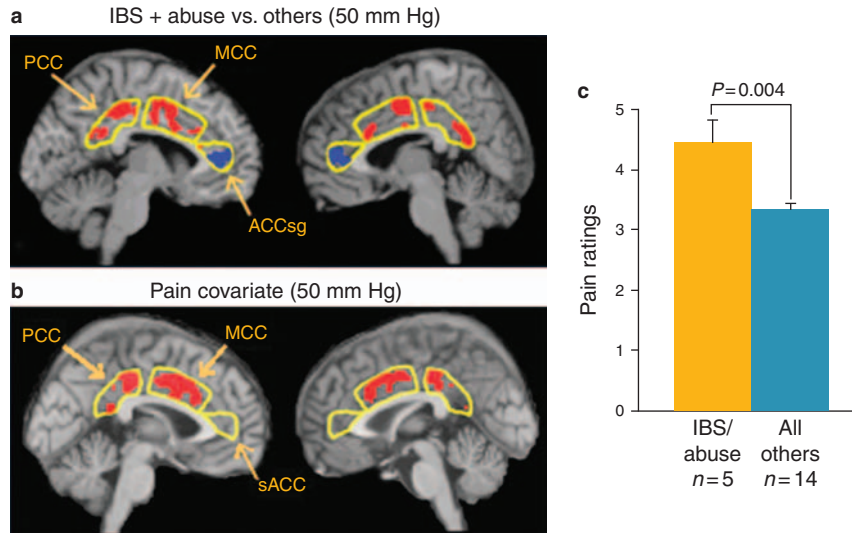 a IBS + abuse vs. others (50 mm Hg)
PCC
MCC
ACCsg
b Pain covariate (50 mm Hg)
PCC
MCC
sACC
c
P=0.004
Pain ratings
5
4
3
2
1
0
IBS/
abuse
n=5
All
others
n=14